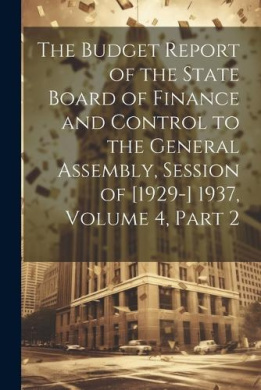 The Budget Report
of the State
Board of Finance
and Control to
the General
Assembly, Session
of [1929-] 1937,
Volume 4, Part 2